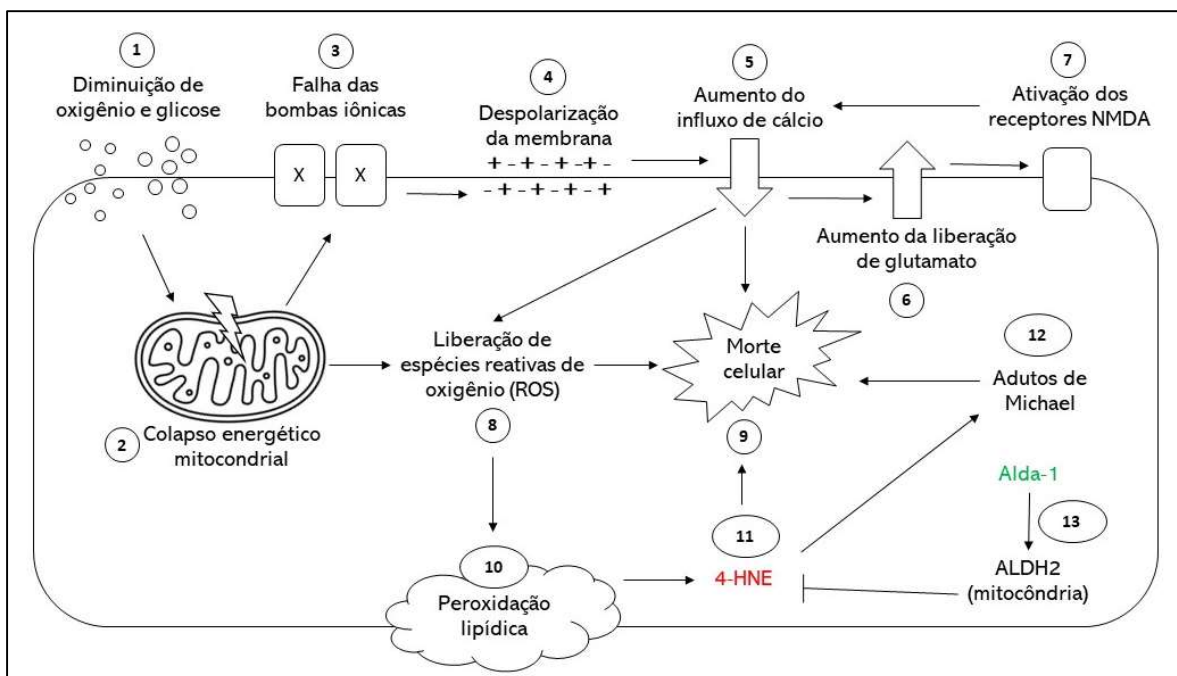 1
Diminuição de
oxigênio e glicose
3
Falha das
bombas iônicas
X
X
4
Despolarização
da membrana
+ - + - + - + -
- + - + - + - +
5
Aumento do
influxo de cálcio
7
Ativação dos
receptores NMDA
Aumento da liberação
de glutamato
6
2
Colapso energético
mitocondrial
Liberação de
espécies reativas de
oxigênio (ROS)
8
Morte
celular
9
12
Adutos de
Michael
Alda-1
13
ALDH2
(mitocôndria)
11
4-HNE
10
Peroxidação
lipídica